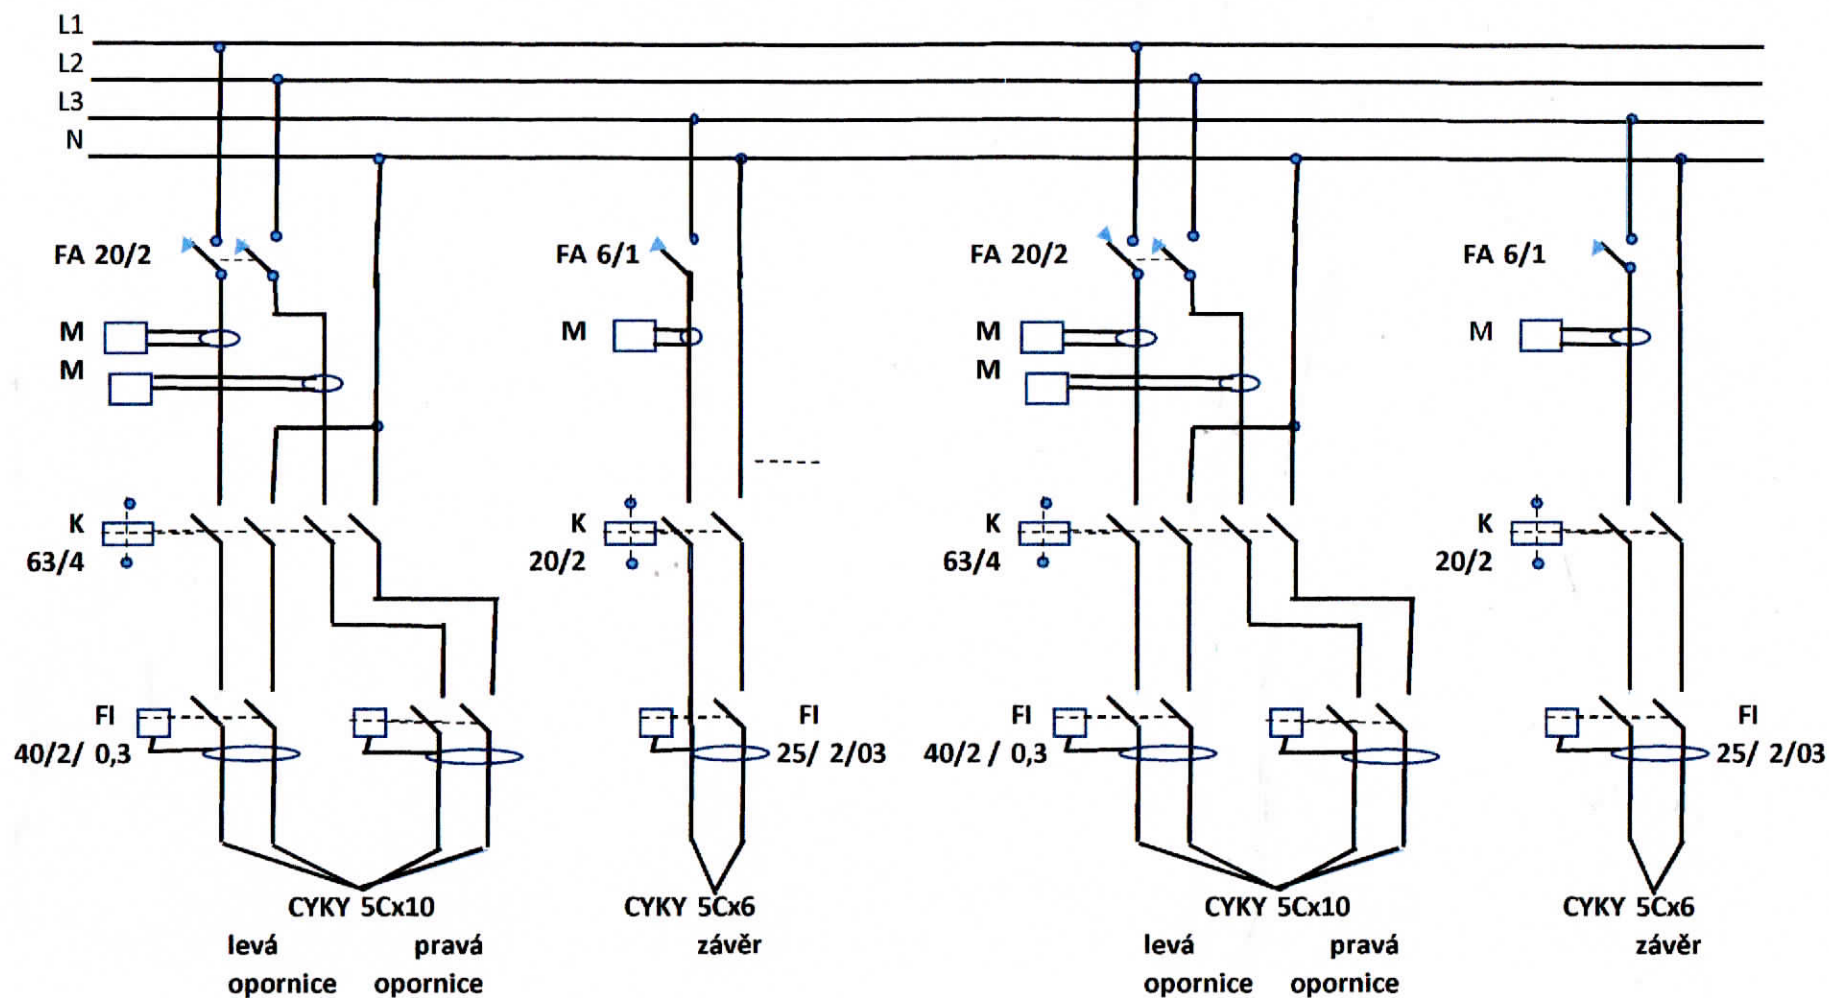 L1
L2
L3
N
FA 20/2
FA 6/1
FA 20/2
FA 6/1
M
M
M
M
M
M
K
63/4
K
20/2
K
63/4
K
20/2
FI
40/2/ 0,3
FI
25/ 2/03
FI
40/2 / 0,3
FI
25/ 2/03
CYKY 5Cx10
levá pravá
opornice opornice
CYKY 5Cx6
závěr
CYKY 5Cx10
levá pravá
opornice opornice
CYKY 5Cx6
závěr